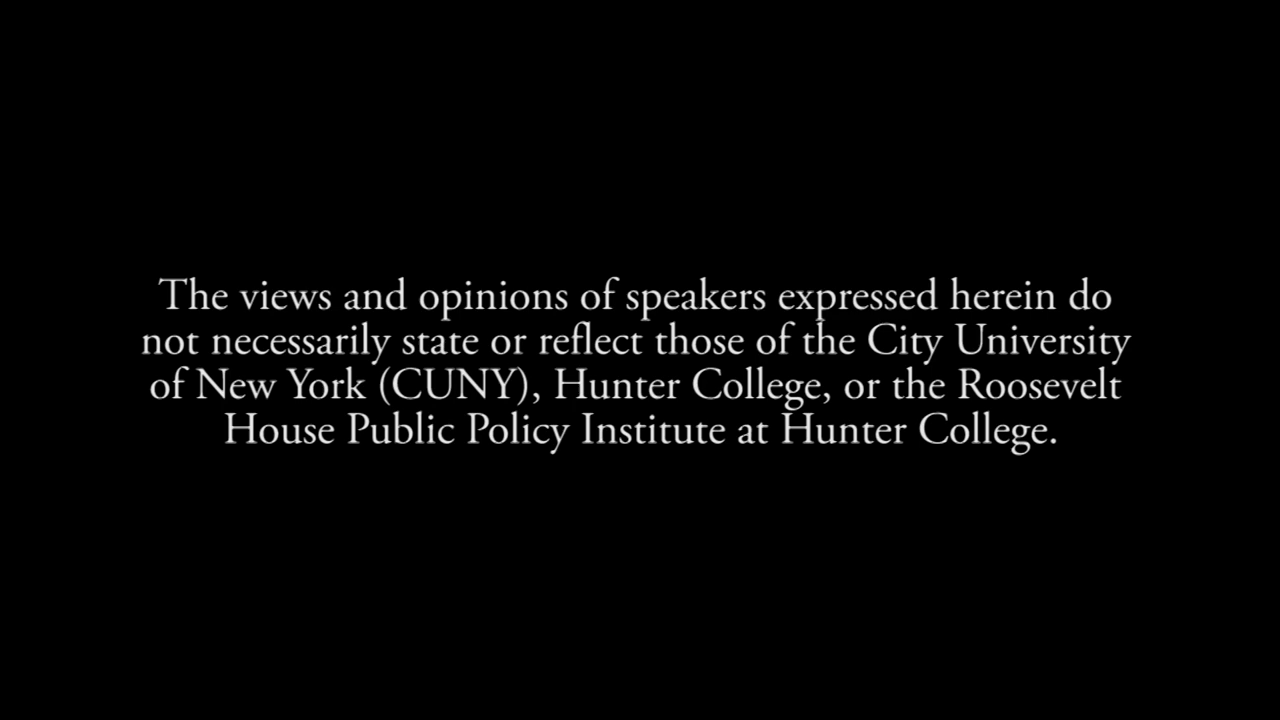 The views and opinions of speakers expressed herein do
not necessarily state or reflect those of the City University
of New York (CUNY), Hunter College, or the Roosevelt
House Public Policy Institute at Hunter College.